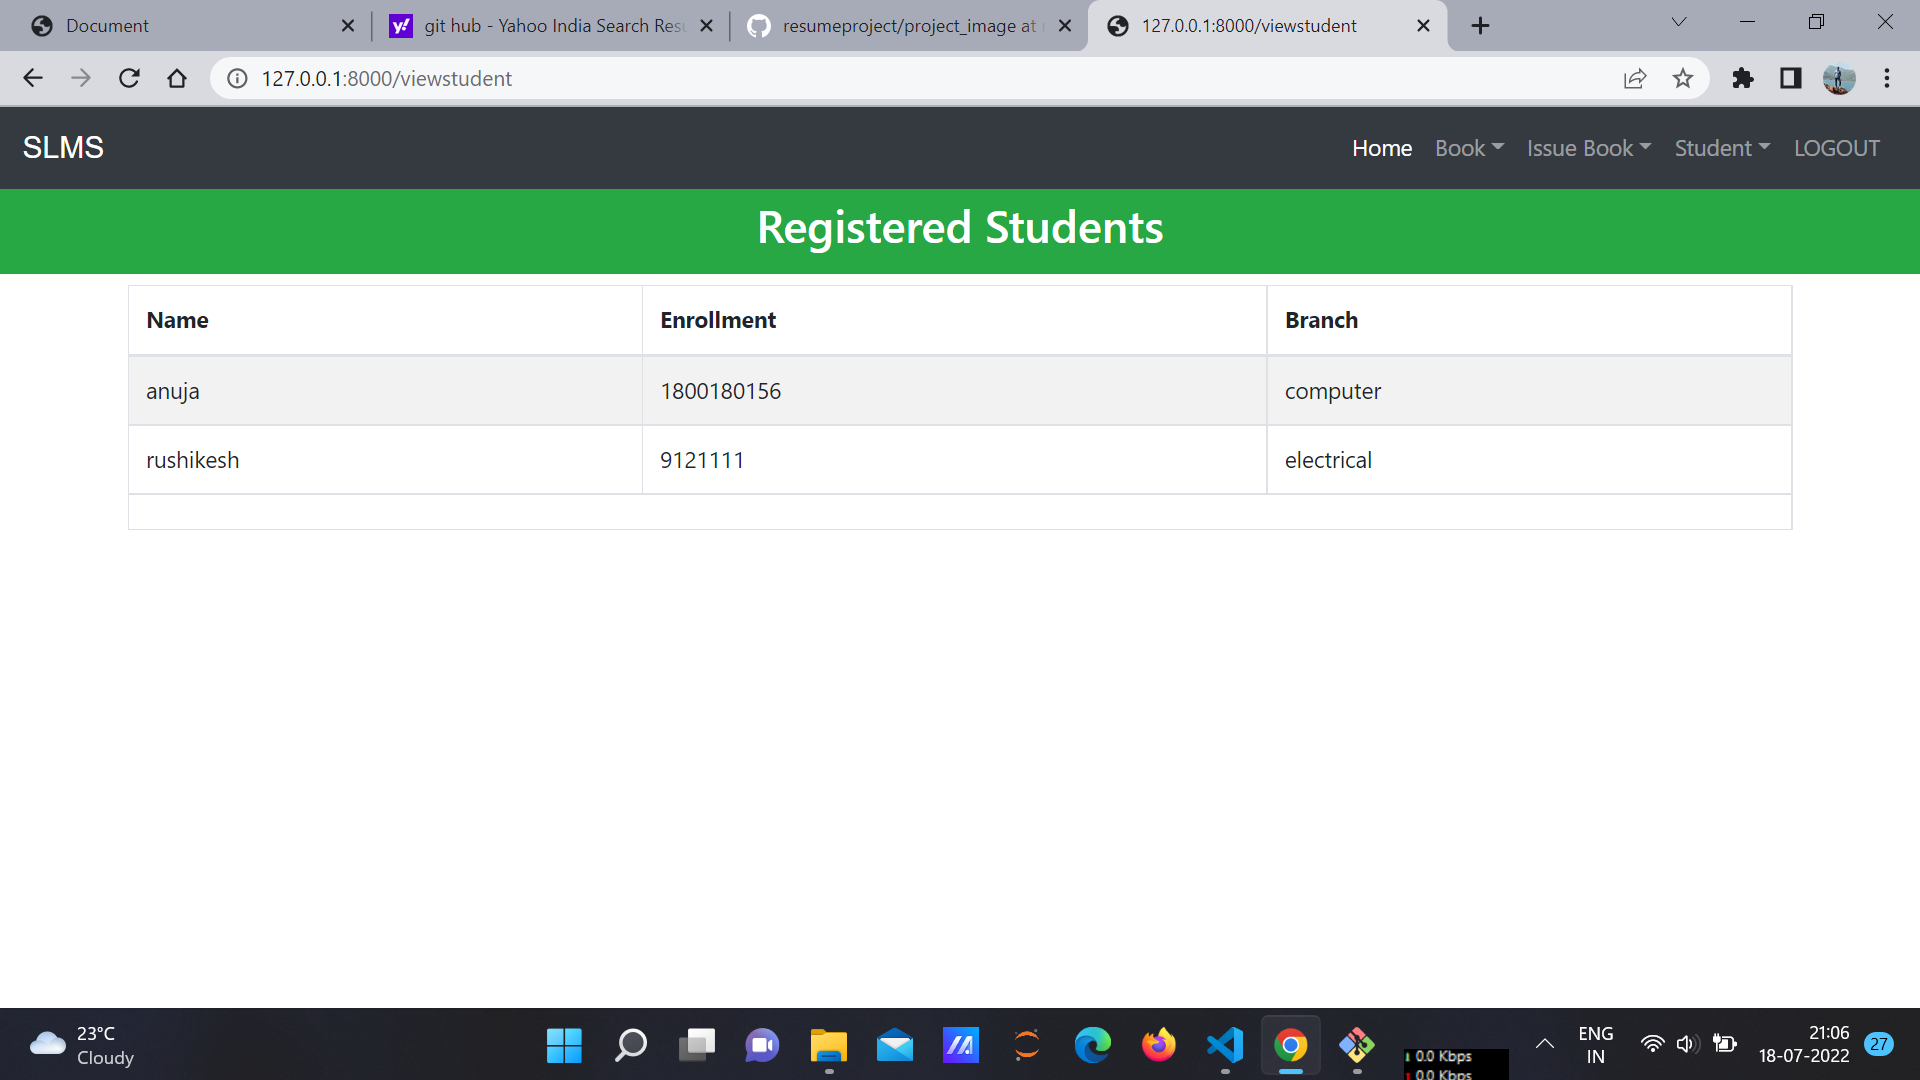 Document
git hub - Yahoo India Search Resu
resumeproject/project_image at
127.0.0.1:8000/viewstudent
127.0.0.1:8000/viewstudent
SLMS
Home Book Issue Book Student LOGOUT
Registered Students
Name Enrollment Branch
anuja 1800180156 computer
rushikesh 9121111 electrical
23°C
Cloudy
0.0 Kbps
0.0 Kbps
ENG
IN
21:06
18-07-2022
27